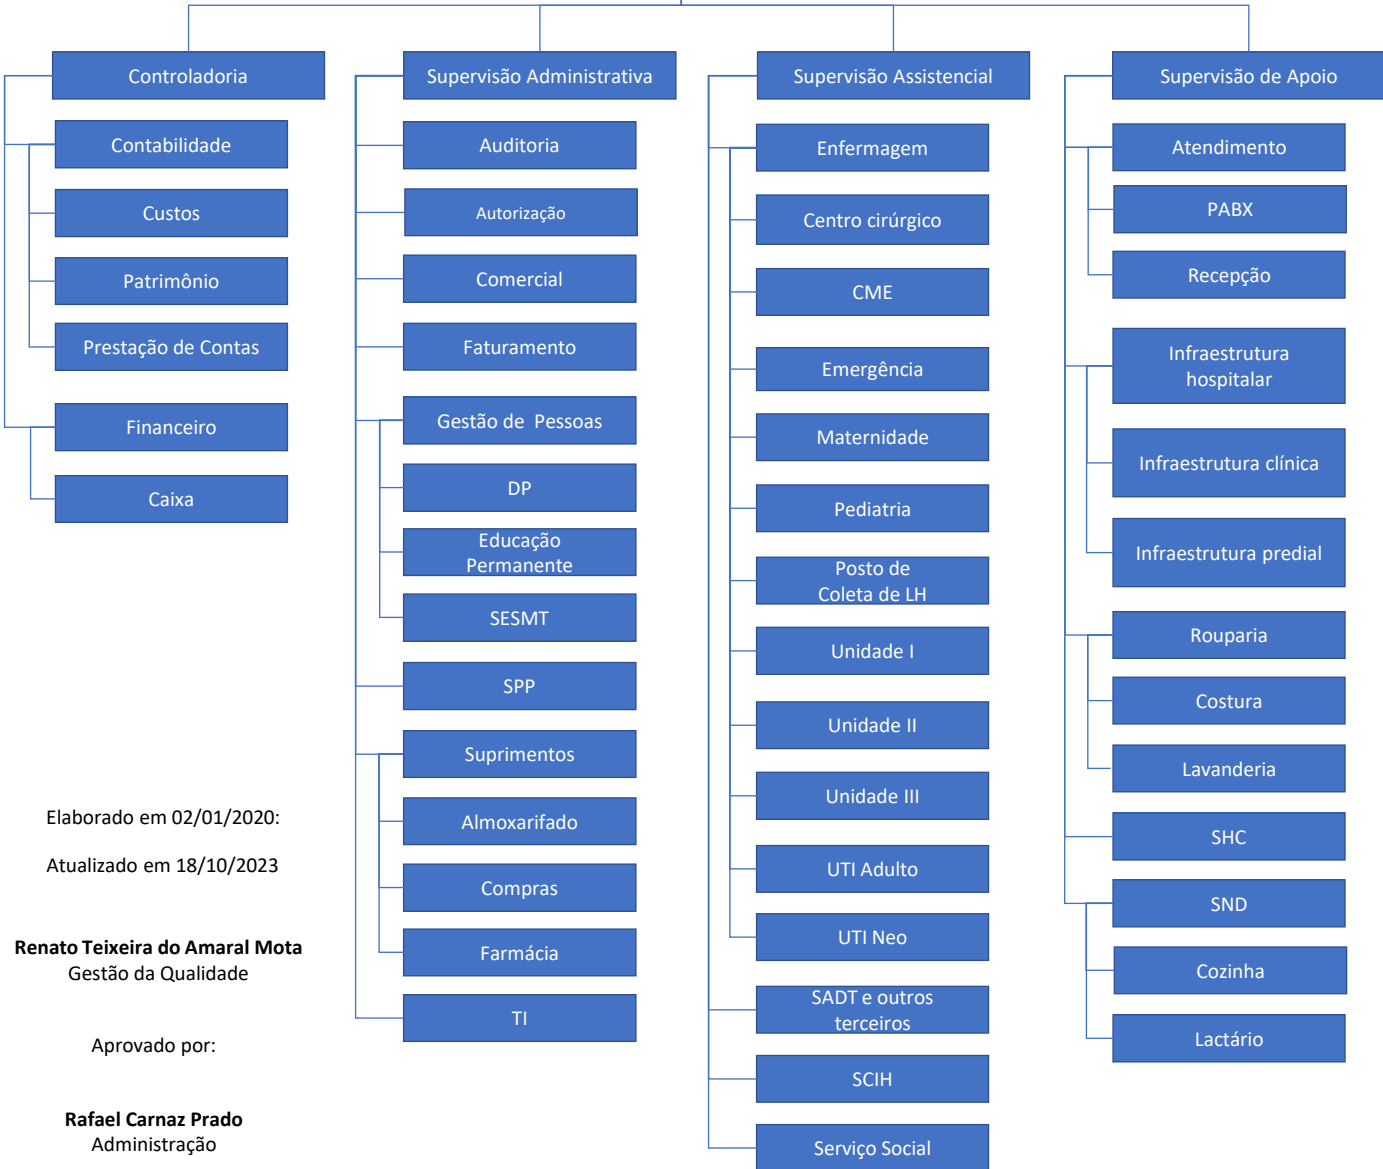 Controladoria
Contabilidade
Custos
Patrimônio
Prestação de Contas
Financeiro
Caixa
Supervisão Administrativa
Auditoria
Autorização
Comercial
Faturamento
Gestão de  Pessoas
DP
Educação
Permanente
SESMT
SPP
Suprimentos
Almoxarifado
Compras
Farmácia
TI
Supervisão Assistencial
Enfermagem
Centro cirúrgico
CME
Emergência
Maternidade
Pediatria
Posto de
Coleta de LH
Unidade I
Unidade II
Unidade III
UTI Adulto
UTI Neo
SADT e outros
terceiros
SCIH
Serviço Social
Supervisão de Apoio
Atendimento
PABX
Recepção
Infraestrutura
hospitalar
Infraestrutura clínica
Infraestrutura predial
Rouparia
Costura
Lavanderia
SHC
SND
Cozinha
Lactário
Elaborado em 02/01/2020:
Atualizado em 18/10/2023
Renato Teixeira do Amaral Mota
Gestão da Qualidade
Aprovado por:
Rafael Carnaz Prado
Administração